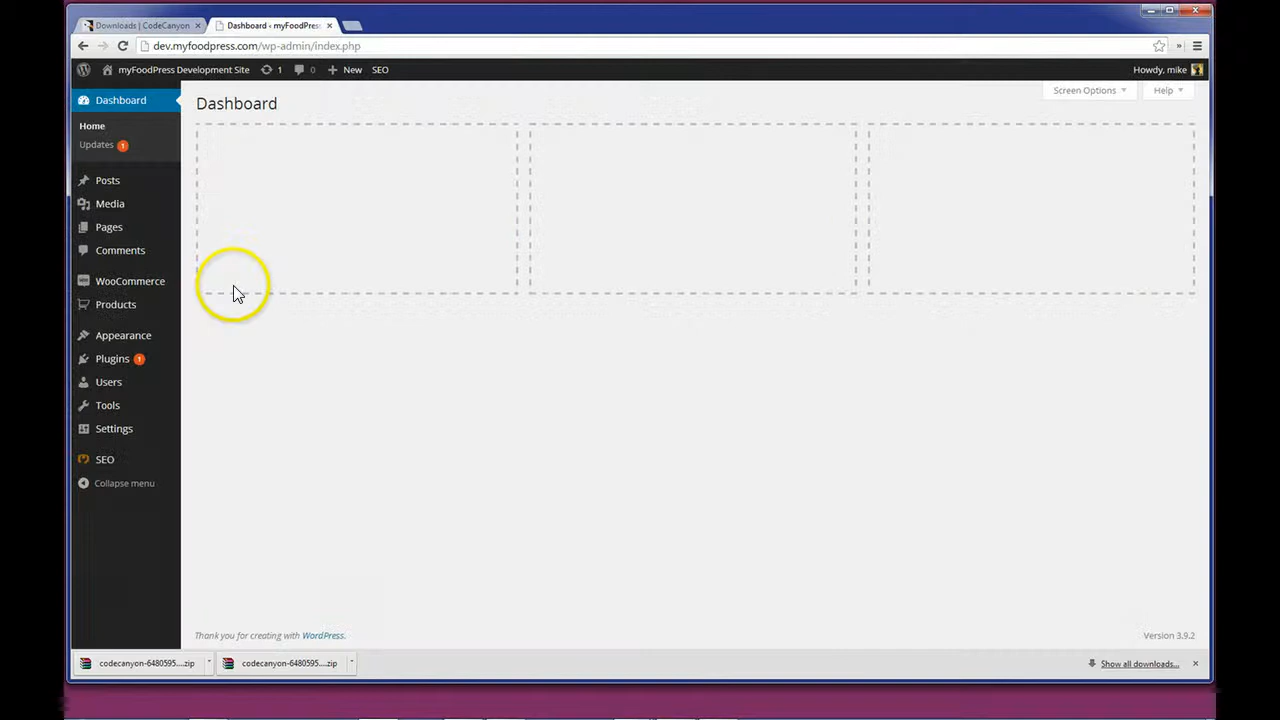 Downloads | CodeCanyon
Dashboard ‹ myFoodPress
dev.myfoodpress.com/wp-admin/index.php
myFoodPress Development Site
1
0
New
SEO
Howdy, mike
Dashboard
Dashboard
Screen Options
Help
Home
Updates 1
Posts
Media
Pages
Comments
WooCommerce
Products
Appearance
Plugins 1
Users
Tools
Settings
SEO
Collapse menu
Thank you for creating with WordPress.
Version 3.9.2
codecanyon-6480595....zip
codecanyon-6480595....zip
Show all downloads...